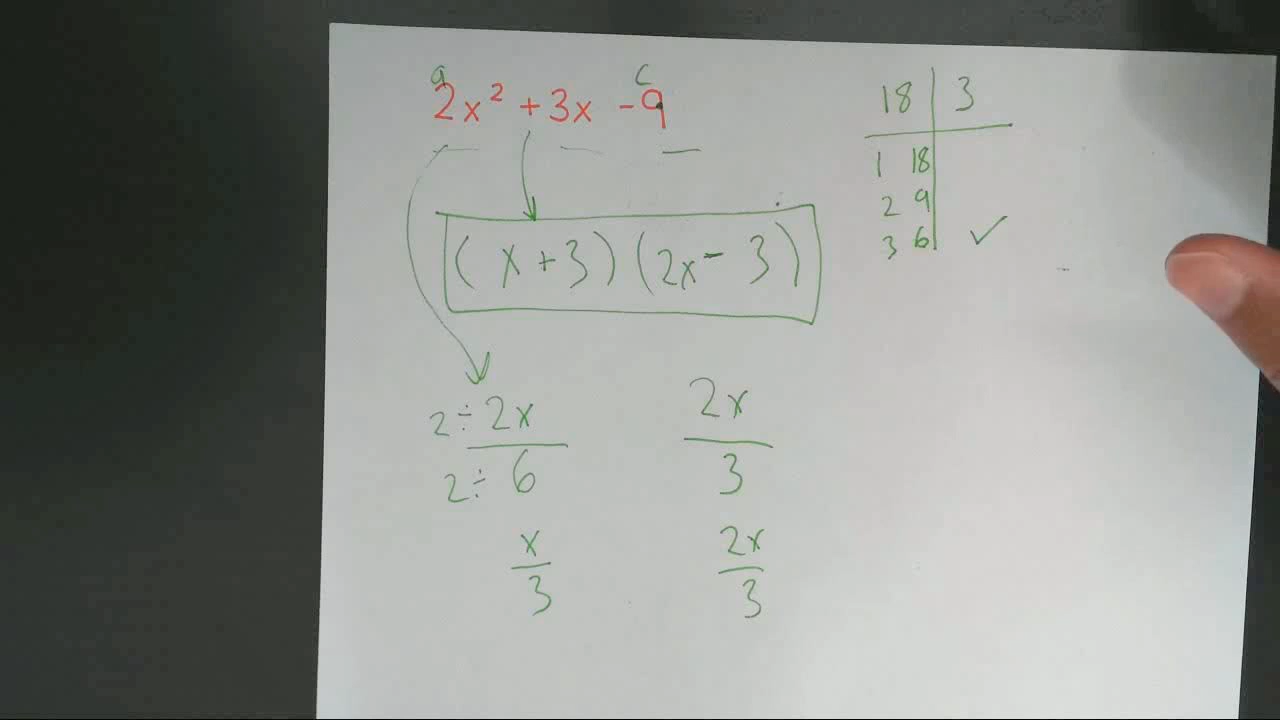 a c
2x² + 3x - 9
(x + 3)(2x - 3)
2 ÷ 2x
2 ÷ 6
2x
3
x
3
2x
3
18 | 3
1 18
2 9
3 6 ✓